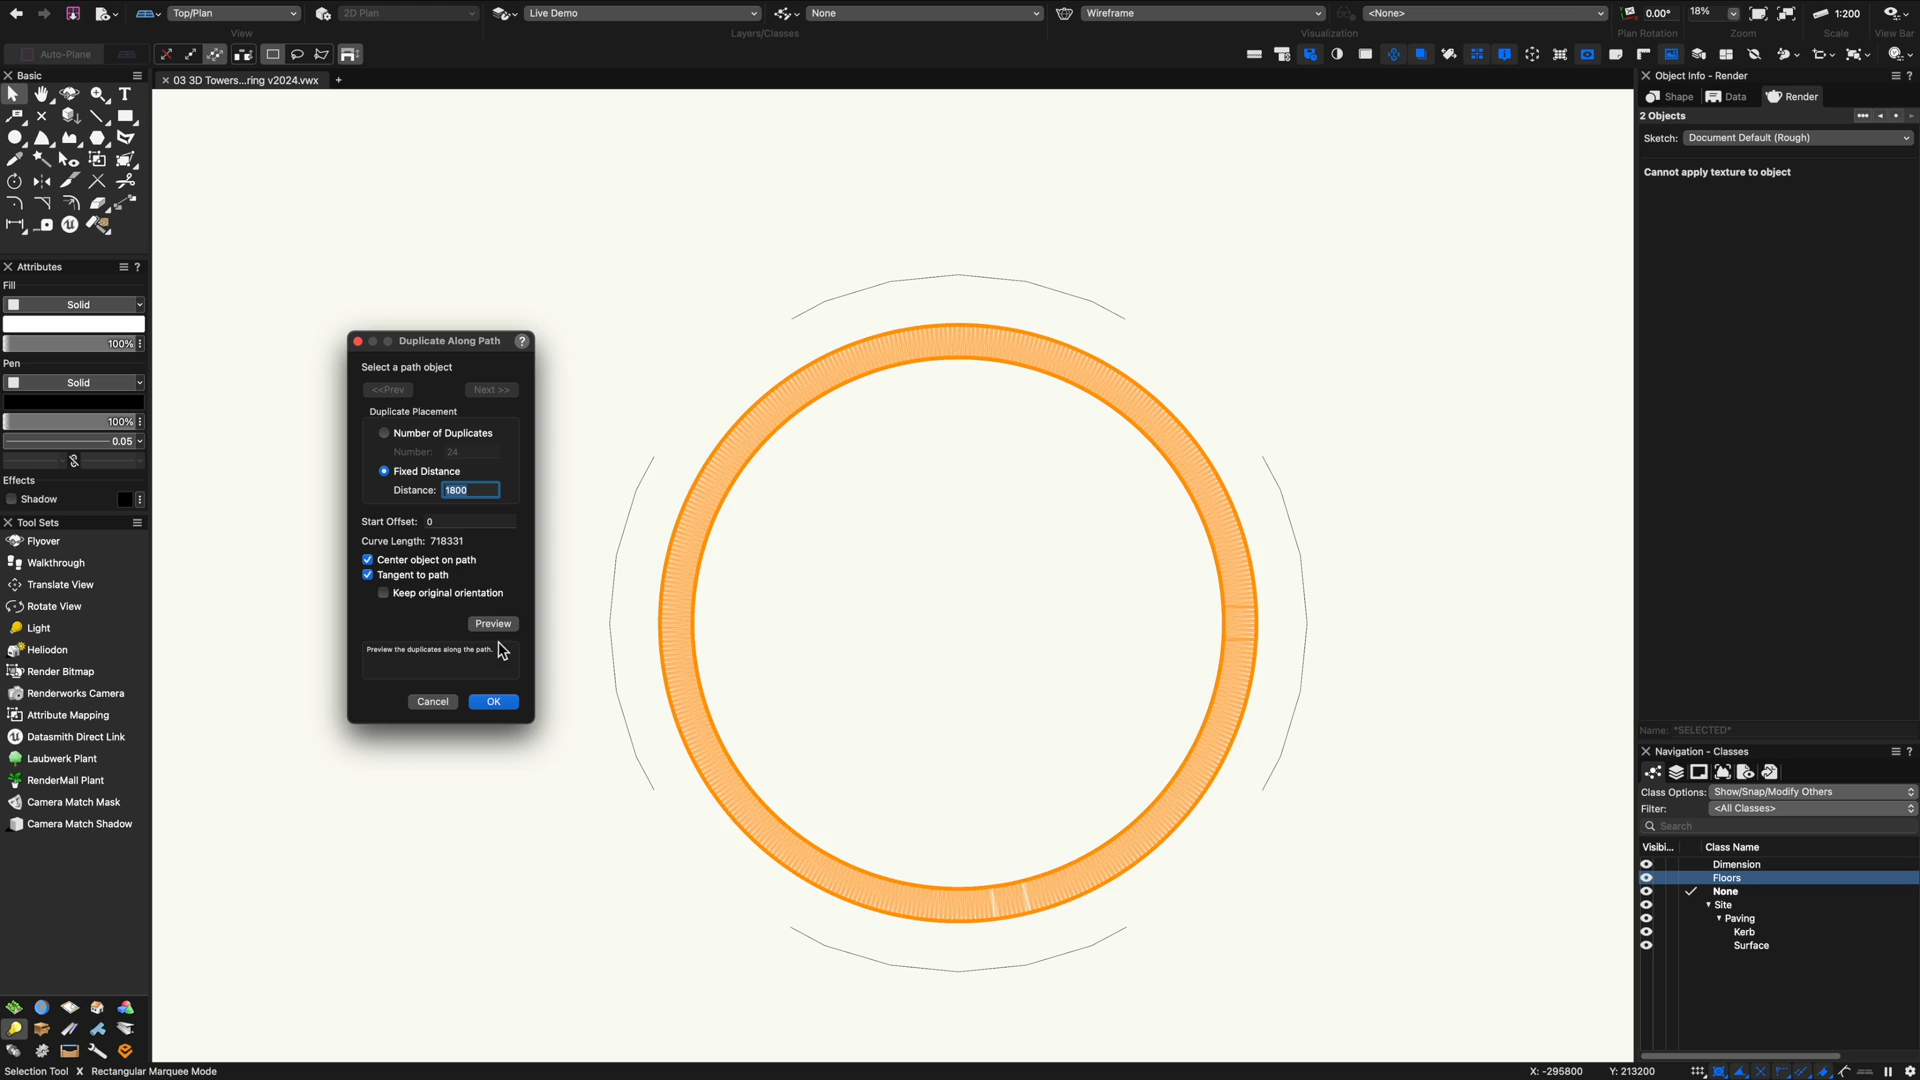 Top/Plan
2D Plan
Live Demo
None
Wireframe
<None>
0.00°
18%
1:200
View
Layers/Classes
Visualization
Plan Rotation
Zoom
Scale
View Bar
Auto-Plane
Basic
03 3D Towers...ring v2024.vwx
Object Info - Render
Shape
Data
Render
2 Objects
Sketch:
Document Default (Rough)
Cannot apply texture to object
Attributes
Fill
Solid
100%
Pen
Solid
100%
0.05
Effects
Shadow
Tool Sets
Flyover
Walkthrough
Translate View
Rotate View
Light
Heliodon
Render Bitmap
Renderworks Camera
Attribute Mapping
Datasmith Direct Link
Laubwerk Plant
RenderMall Plant
Camera Match Mask
Camera Match Shadow
Duplicate Along Path
Select a path object
<<Prev
Next >>
Duplicate Placement
Number of Duplicates
Number: 24
Fixed Distance
Distance: 1800
Start Offset: 0
Curve Length: 718331
Center object on path
Tangent to path
Keep original orientation
Preview
Preview the duplicates along the path.
Cancel
OK
Name: *SELECTED*
Navigation - Classes
Class Options: Show/Snap/Modify Others
Filter: <All Classes>
Search
Visibi...
Class Name
Dimension
Floors
None
Site
Paving
Kerb
Surface
Selection Tool X Rectangular Marquee Mode
X: -295800
Y: 213200